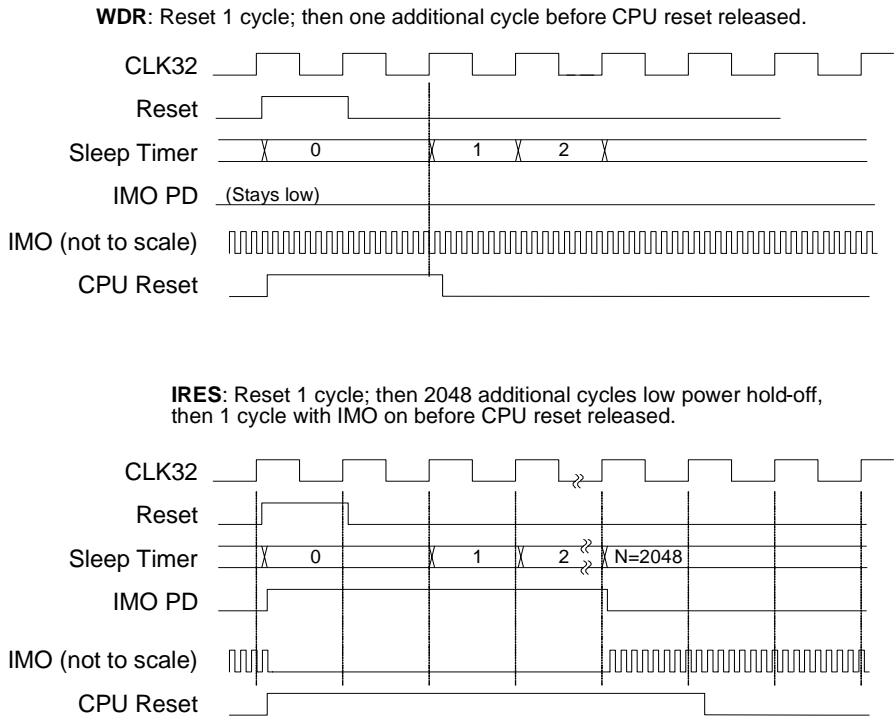 WDR: Reset 1 cycle; then one additional cycle before CPU reset released.
CLK32
Reset
Sleep Timer 0 1 2
IMO PD (Stays low)
IMO (not to scale)
CPU Reset
IRES: Reset 1 cycle; then 2048 additional cycles low power hold-off,
then 1 cycle with IMO on before CPU reset released.
CLK32
Reset
Sleep Timer 0 1 2 N=2048
IMO PD
IMO (not to scale)
CPU Reset